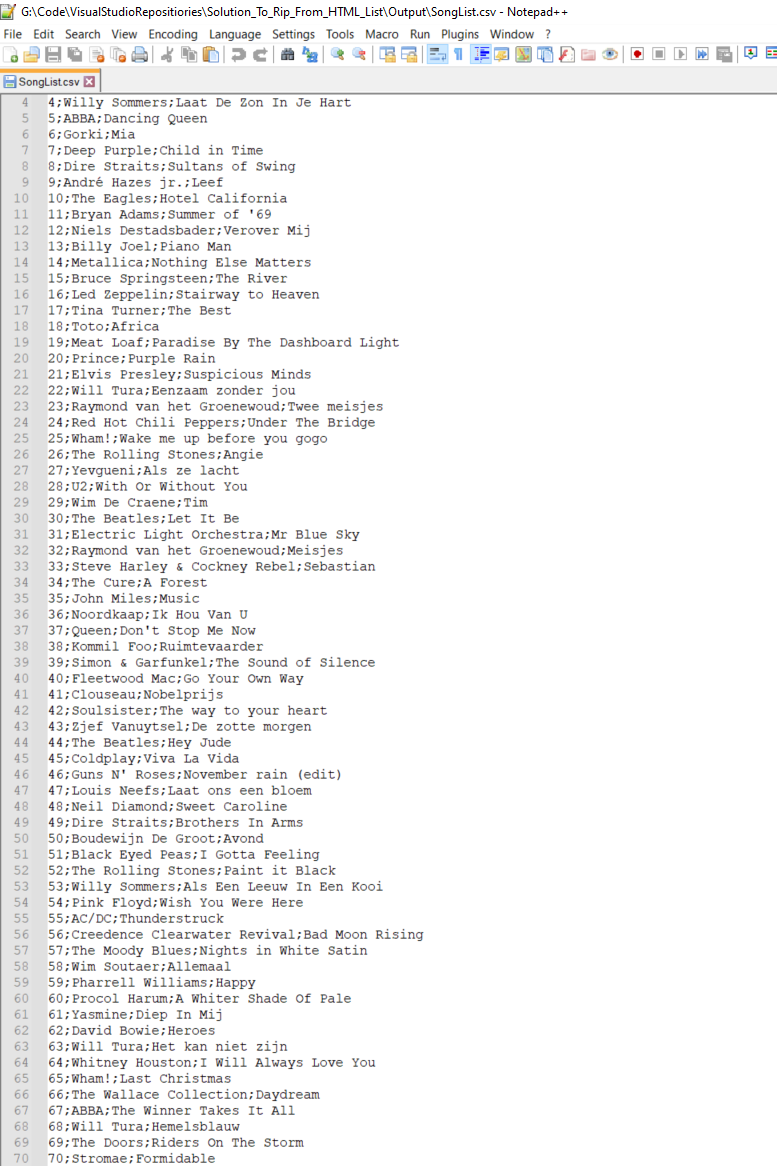 G:\Code\VisualStudioRepositiories\Solution_To_Rip_From_HTML_List\Output\SongList.csv - Notepad++
File Edit Search View Encoding Language Settings Tools Macro Run Plugins Window ?
SongList.csv
4 4;Willy Sommers;Laat De Zon In Je Hart
5 5;ABBA;Dancing Queen
6 6;Gorki;Mia
7 7;Deep Purple;Child in Time
8 8;Dire Straits;Sultans of Swing
9 9;André Hazes jr.;Leef
10 10;The Eagles;Hotel California
11 11;Bryan Adams;Summer of '69
12 12;Niels Destadsbader;Verover Mij
13 13;Billy Joel;Piano Man
14 14;Metallica;Nothing Else Matters
15 15;Bruce Springsteen;The River
16 16;Led Zeppelin;Stairway to Heaven
17 17;Tina Turner;The Best
18 18;Toto;Africa
19 19;Meat Loaf;Paradise By The Dashboard Light
20 20;Prince;Purple Rain
21 21;Elvis Presley;Suspicious Minds
22 22;Will Tura;Eenzaam zonder jou
23 23;Raymond van het Groenewoud;Twee meisjes
24 24;Red Hot Chili Peppers;Under The Bridge
25 25;Wham!;Wake me up before you gogo
26 26;The Rolling Stones;Angie
27 27;Yevgueni;Als ze lacht
28 28;U2;With Or Without You
29 29;Wim De Craene;Tim
30 30;The Beatles;Let It Be
31 31;Electric Light Orchestra;Mr Blue Sky
32 32;Raymond van het Groenewoud;Meisjes
33 33;Steve Harley & Cockney Rebel;Sebastian
34 34;The Cure;A Forest
35 35;John Miles;Music
36 36;Noordkaap;Ik Hou Van U
37 37;Queen;Don't Stop Me Now
38 38;Kommil Foo;Ruimtevaarder
39 39;Simon & Garfunkel;The Sound of Silence
40 40;Fleetwood Mac;Go Your Own Way
41 41;Clouseau;Nobelprijs
42 42;Soulsister;The way to your heart
43 43;Zjef Vanuytsel;De zotte morgen
44 44;The Beatles;Hey Jude
45 45;Coldplay;Viva La Vida
46 46;Guns N' Roses;November rain (edit)
47 47;Louis Neefs;Laat ons een bloem
48 48;Neil Diamond;Sweet Caroline
49 49;Dire Straits;Brothers In Arms
50 50;Boudewijn De Groot;Avond
51 51;Black Eyed Peas;I Gotta Feeling
52 52;The Rolling Stones;Paint it Black
53 53;Willy Sommers;Als Een Leeuw In Een Kooi
54 54;Pink Floyd;Wish You Were Here
55 55;AC/DC;Thunderstruck
56 56;Creedence Clearwater Revival;Bad Moon Rising
57 57;The Moody Blues;Nights in White Satin
58 58;Wim Soutaer;Allemaal
59 59;Pharrell Williams;Happy
60 60;Procol Harum;A Whiter Shade Of Pale
61 61;Yasmine;Diep In Mij
62 62;David Bowie;Heroes
63 63;Will Tura;Het kan niet zijn
64 64;Whitney Houston;I Will Always Love You
65 65;Wham!;Last Christmas
66 66;The Wallace Collection;Daydream
67 67;ABBA;The Winner Takes It All
68 68;Will Tura;Hemelsblauw
69 69;The Doors;Riders On The Storm
70 70;Stromae;Formidable